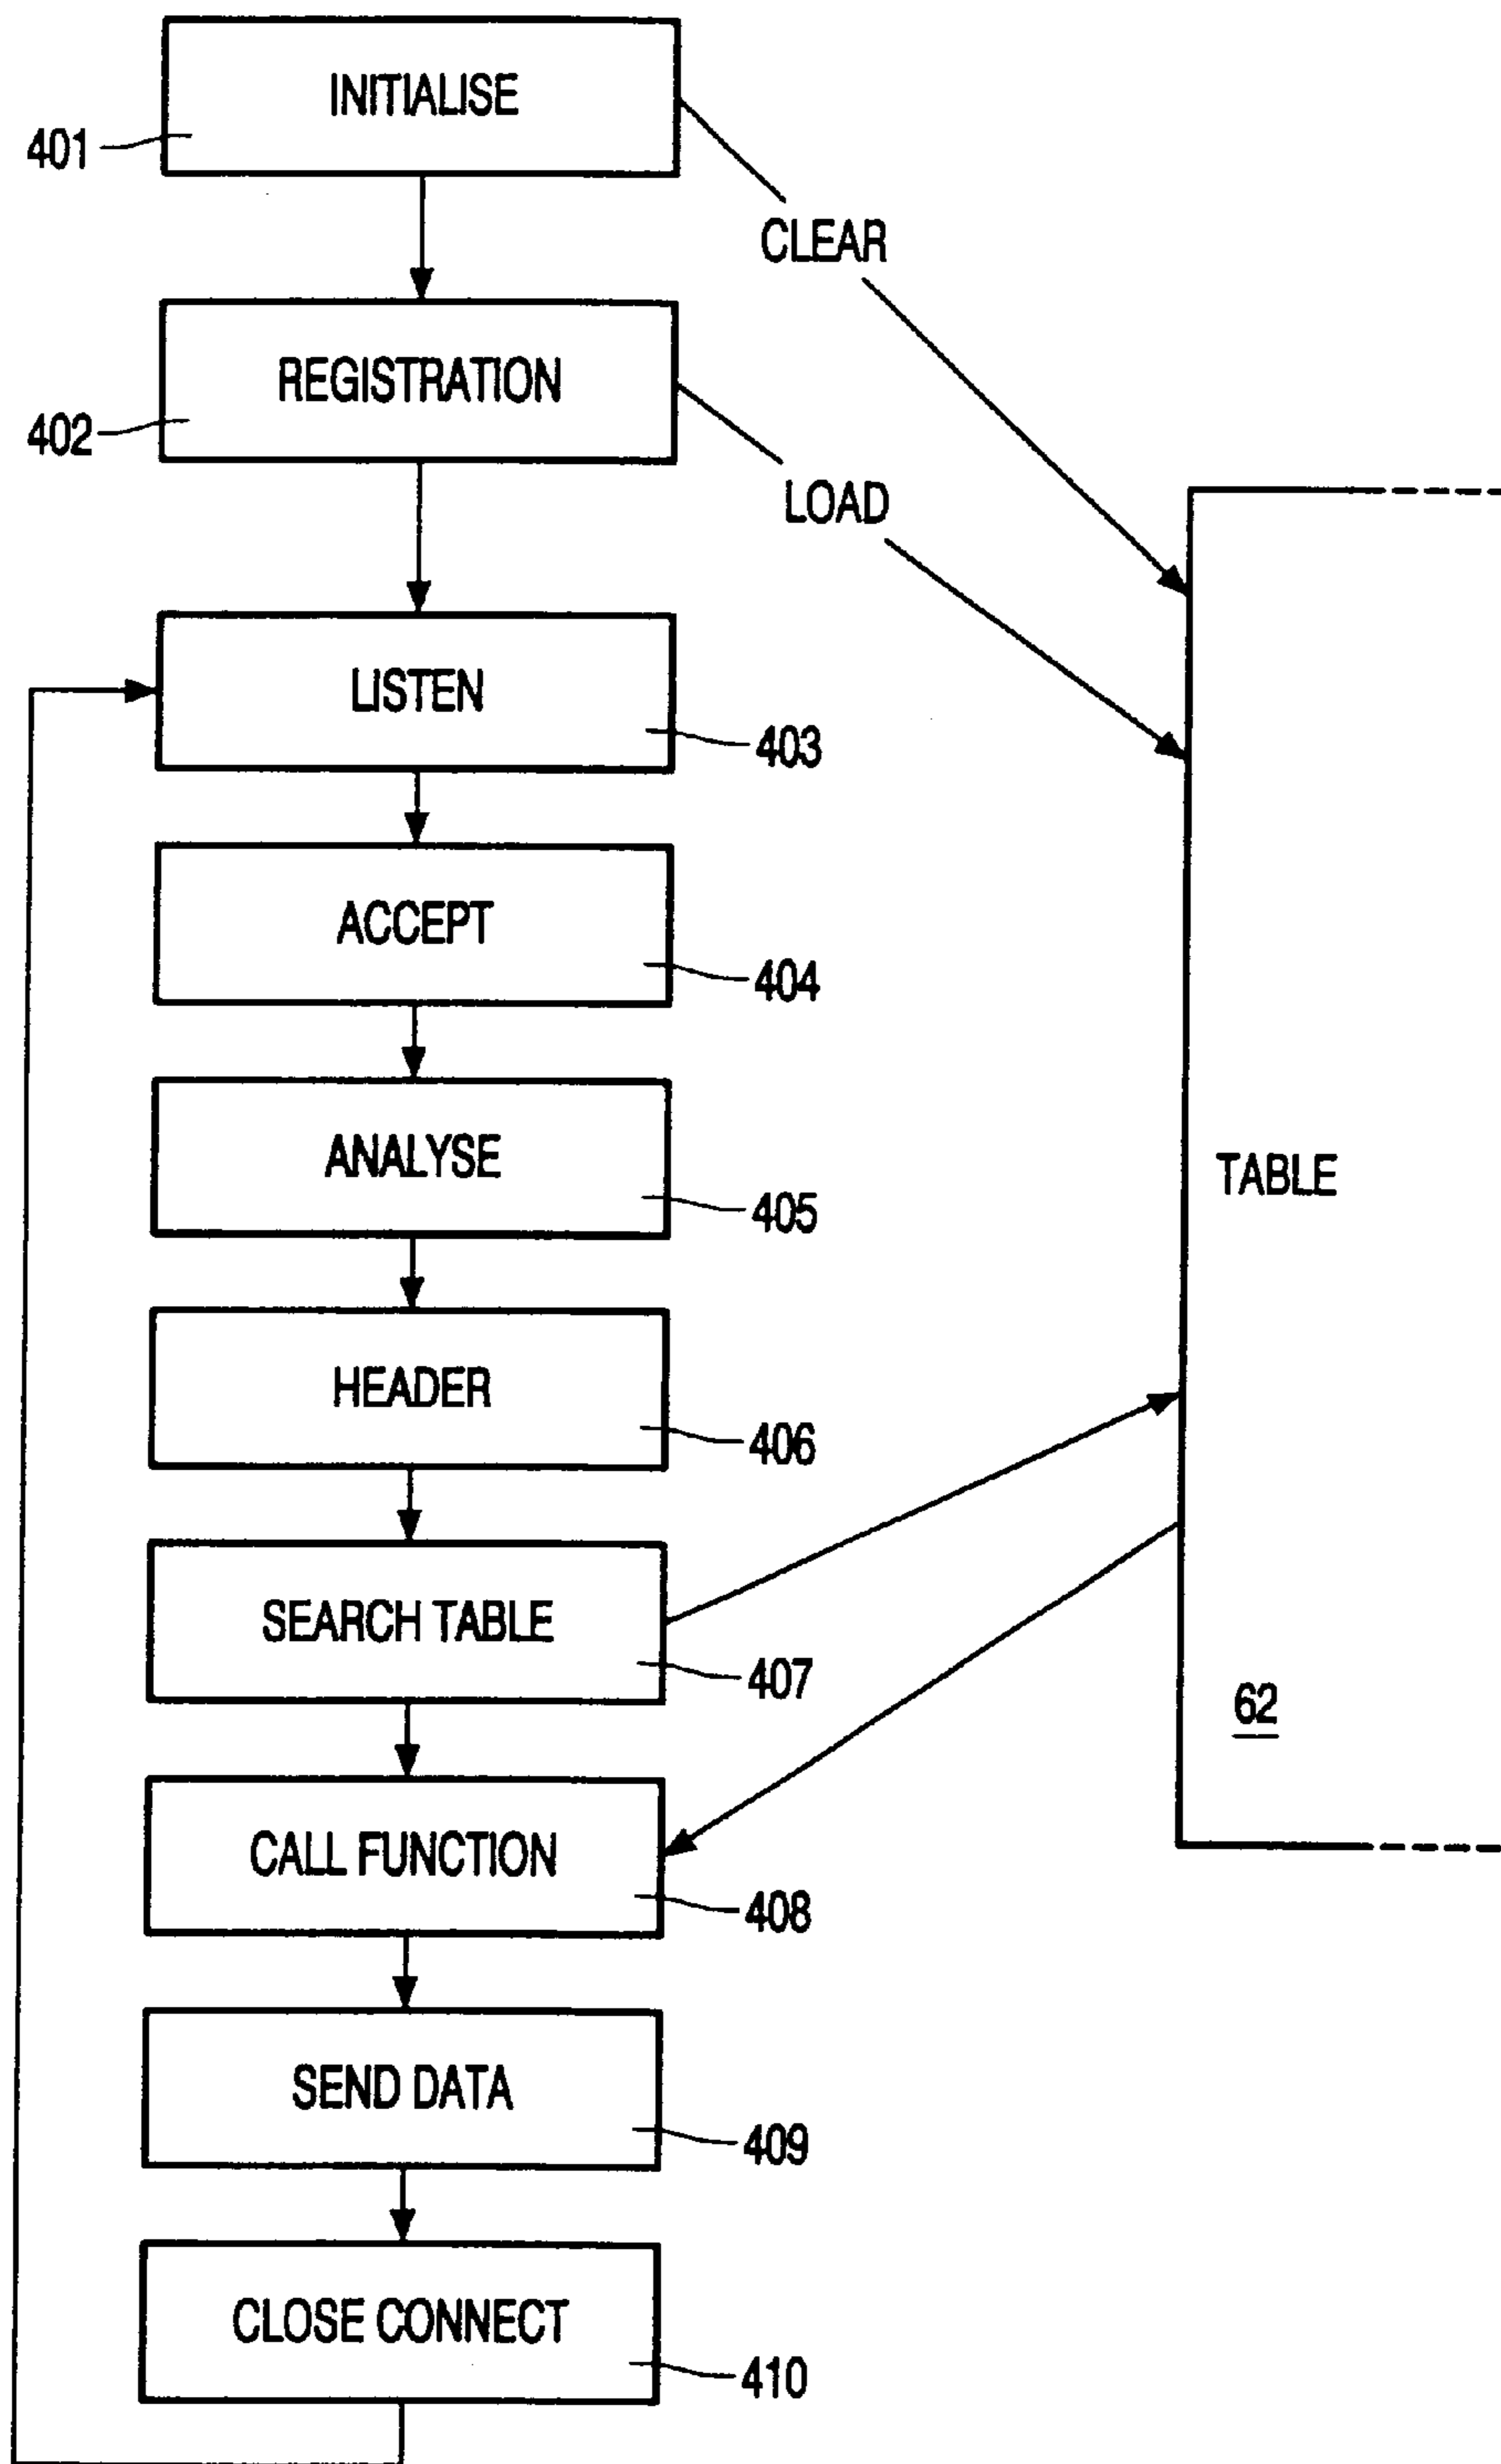 INITIALISE
401
CLEAR
REGISTRATION
402
LOAD
LISTEN
403
ACCEPT
404
ANALYSE
405
TABLE
HEADER
406
SEARCH TABLE
407
62
CALL FUNCTION
408
SEND DATA
409
CLOSE CONNECT
410